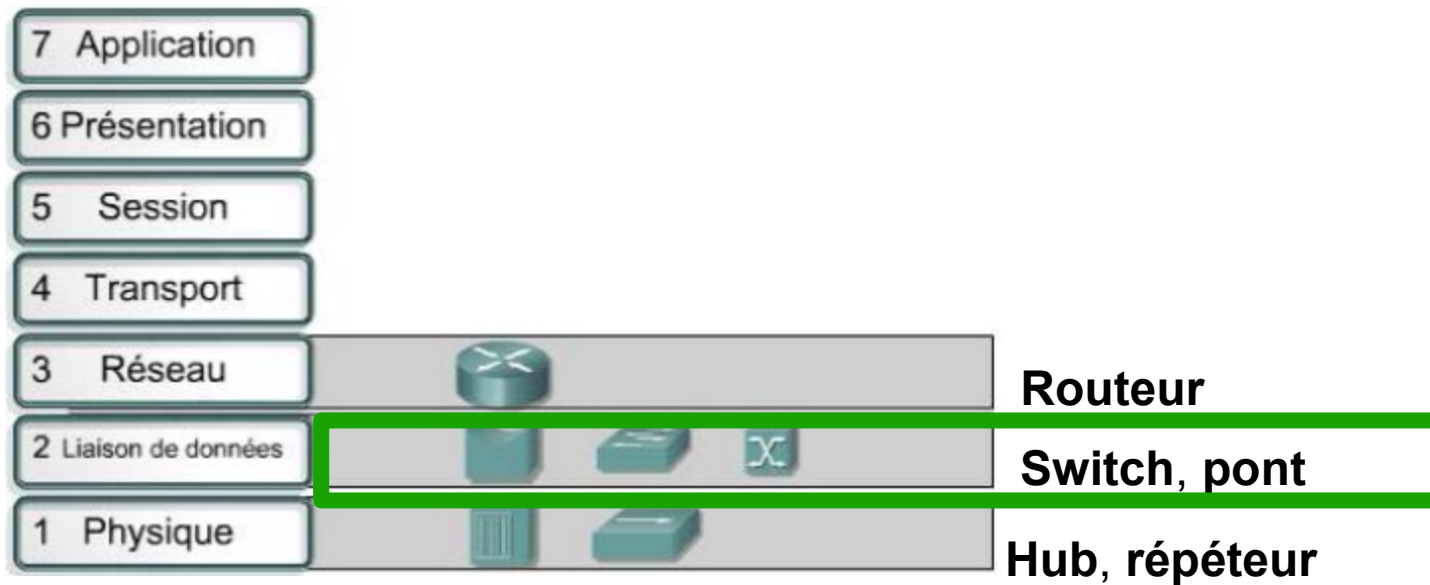 7 Application
6 Présentation
5 Session
4 Transport
3 Réseau
Routeur
2 Liaison de données
Switch, pont
1 Physique
Hub, répéteur